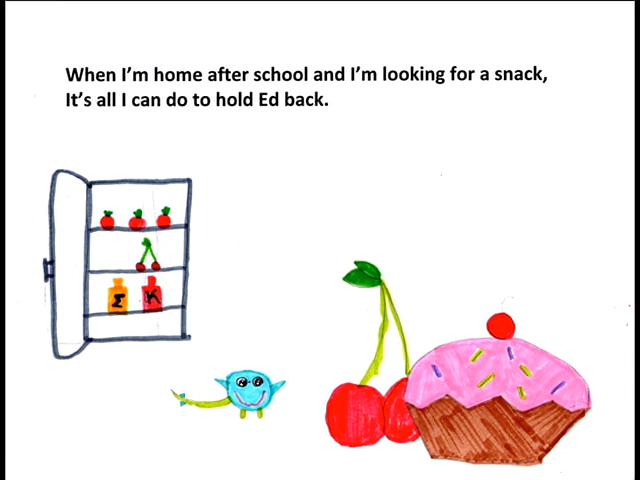 When I'm home after school and I'm looking for a snack,
It's all I can do to hold Ed back.
Σ K